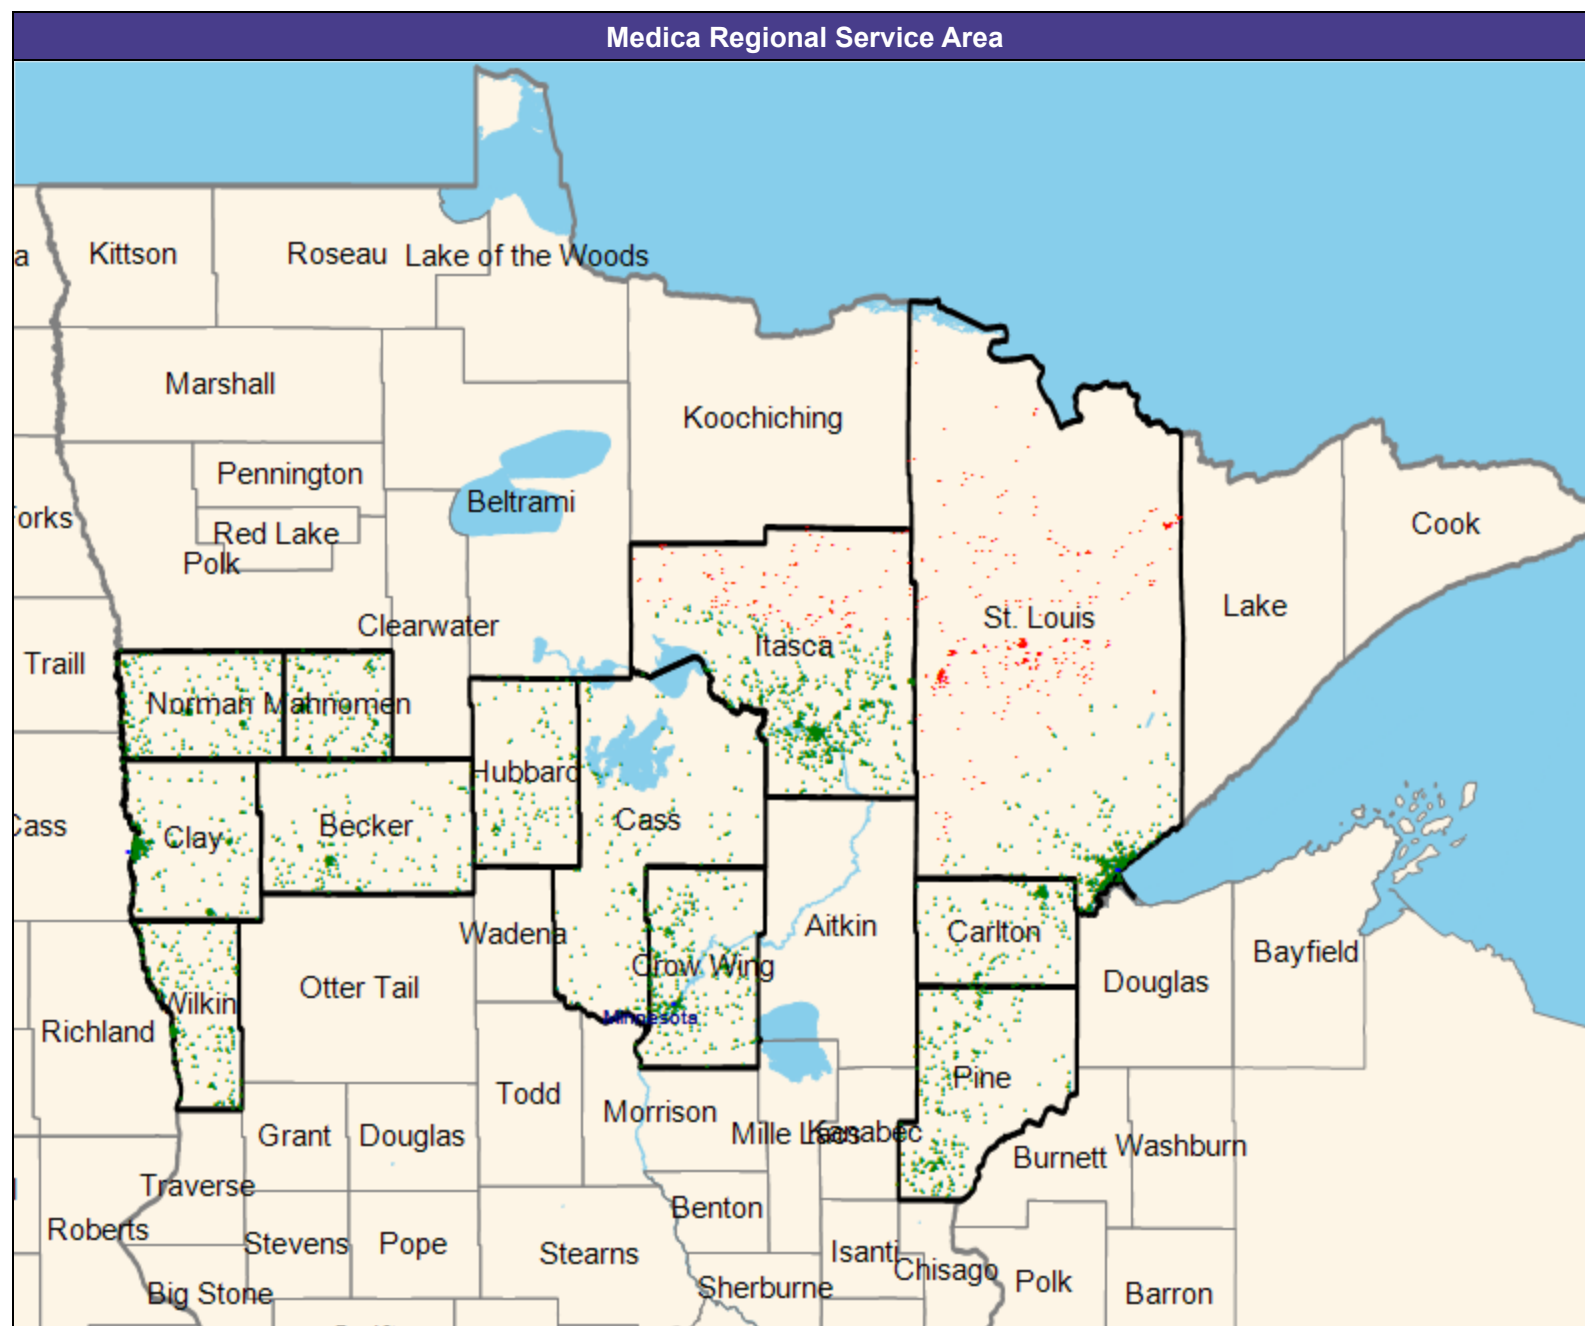 Medica Regional Service Area
a
Kittson
Roseau
Lake of the Woods
Marshall
Koochiching
Pennington
Beltrami
Forks
Red Lake
Cook
Polk
Lake
St. Louis
Clearwater
Itasca
Traill
Norman
Mahnomen
Hubbard
Cass
Cass
Becker
Clay
Aitkin
Carlton
Wadena
Bayfield
Crow Wing
Otter Tail
Douglas
Wilkin
Minnesota
Richland
Pine
Todd
Morrison
Grant
Douglas
Mille Lacs
Kanabec
Washburn
Burnett
Traverse
Benton
Roberts
Stevens
Pope
Stearns
Isanti
Chisago
Polk
Sherburne
Big Stone
Barron